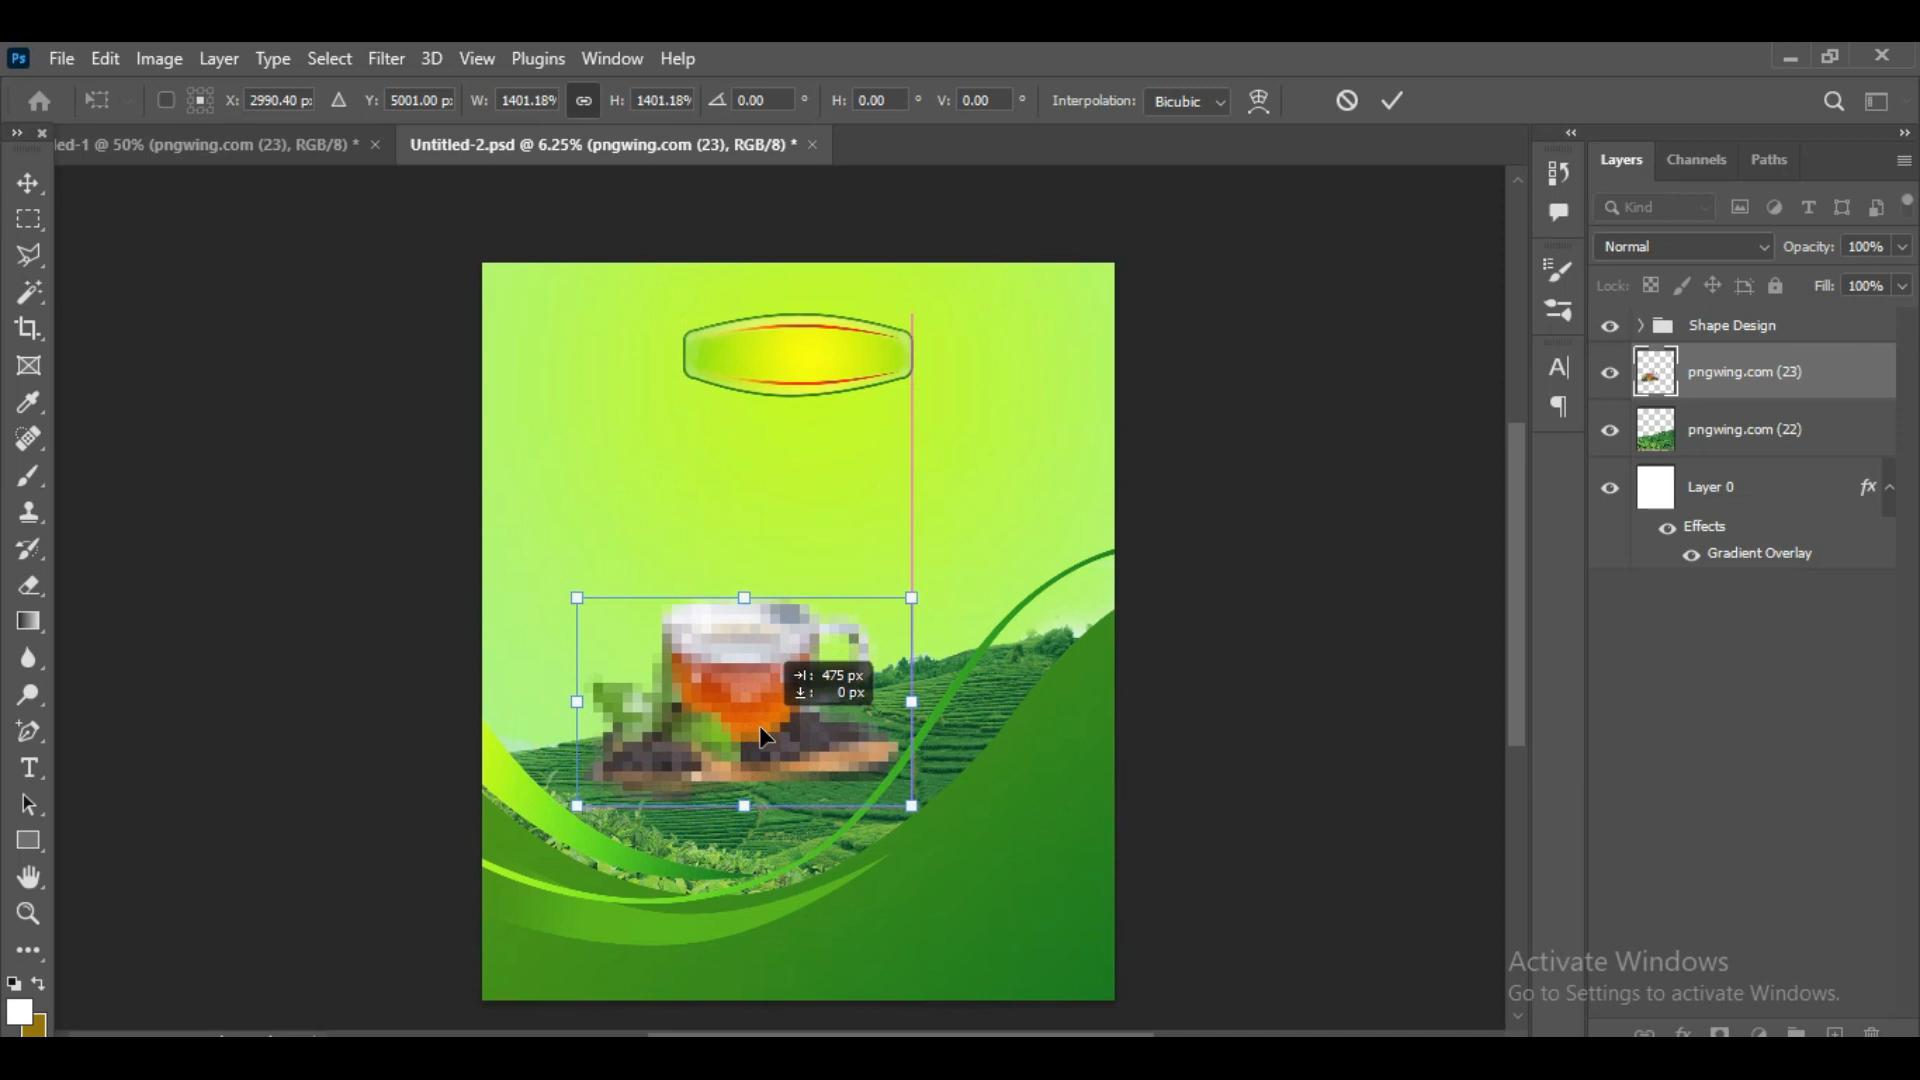 Ps File Edit Image Layer Type Select Filter 3D View Plugins Window Help
X: 2990.40 p: Y: 5001.00 p: W: 1401.18% H: 1401.18% 0.00 ° H: 0.00 ° V: 0.00 ° Interpolation: Bicubic
led-1 @ 50% (pngwing.com (23), RGB/8) * ×
Untitled-2.psd @ 6.25% (pngwing.com (23), RGB/8) * ×
Layers Channels Paths
Kind
Normal Opacity: 100%
Lock: Fill: 100%
Shape Design
pngwing.com (23)
pngwing.com (22)
Layer 0 fx
Effects
Gradient Overlay
475 px
0 px
Activate Windows
Go to Settings to activate Windows.